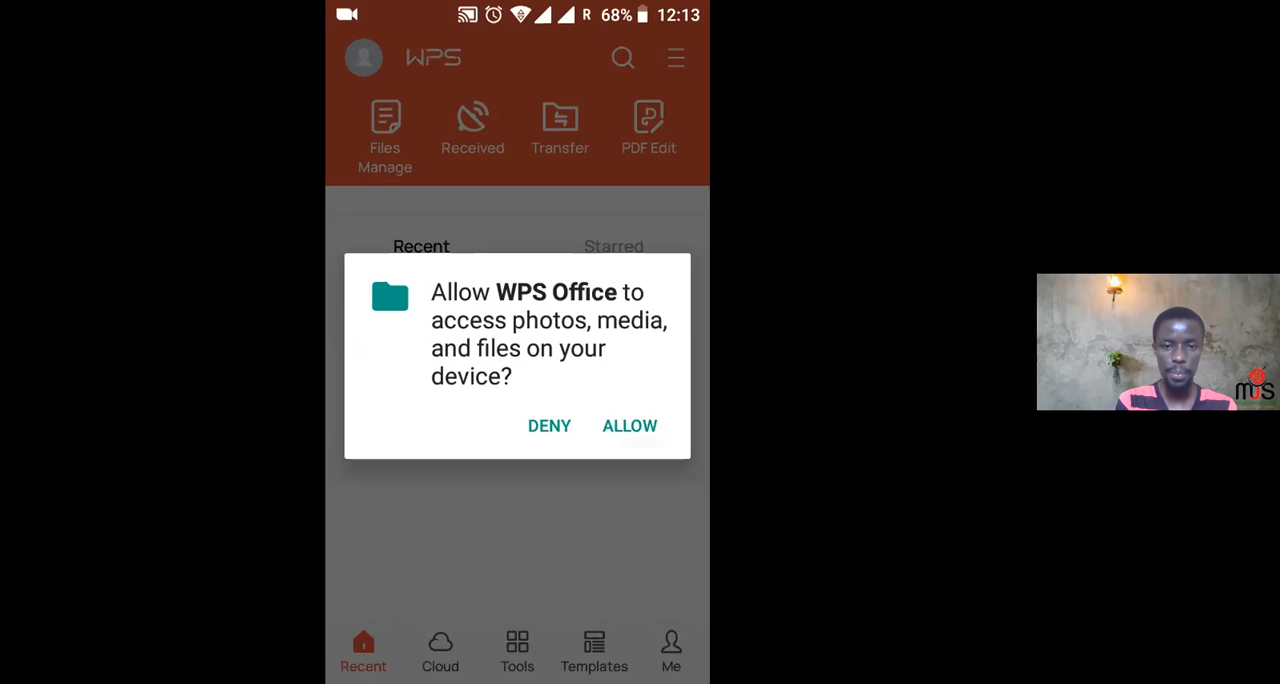 R 68% 12:13
WPS
Files Manage
Received
Transfer
PDF Edit
Recent
Starred
Allow WPS Office to
access photos, media,
and files on your
device?
DENY
ALLOW
Recent
Cloud
Tools
Templates
Me
mJS